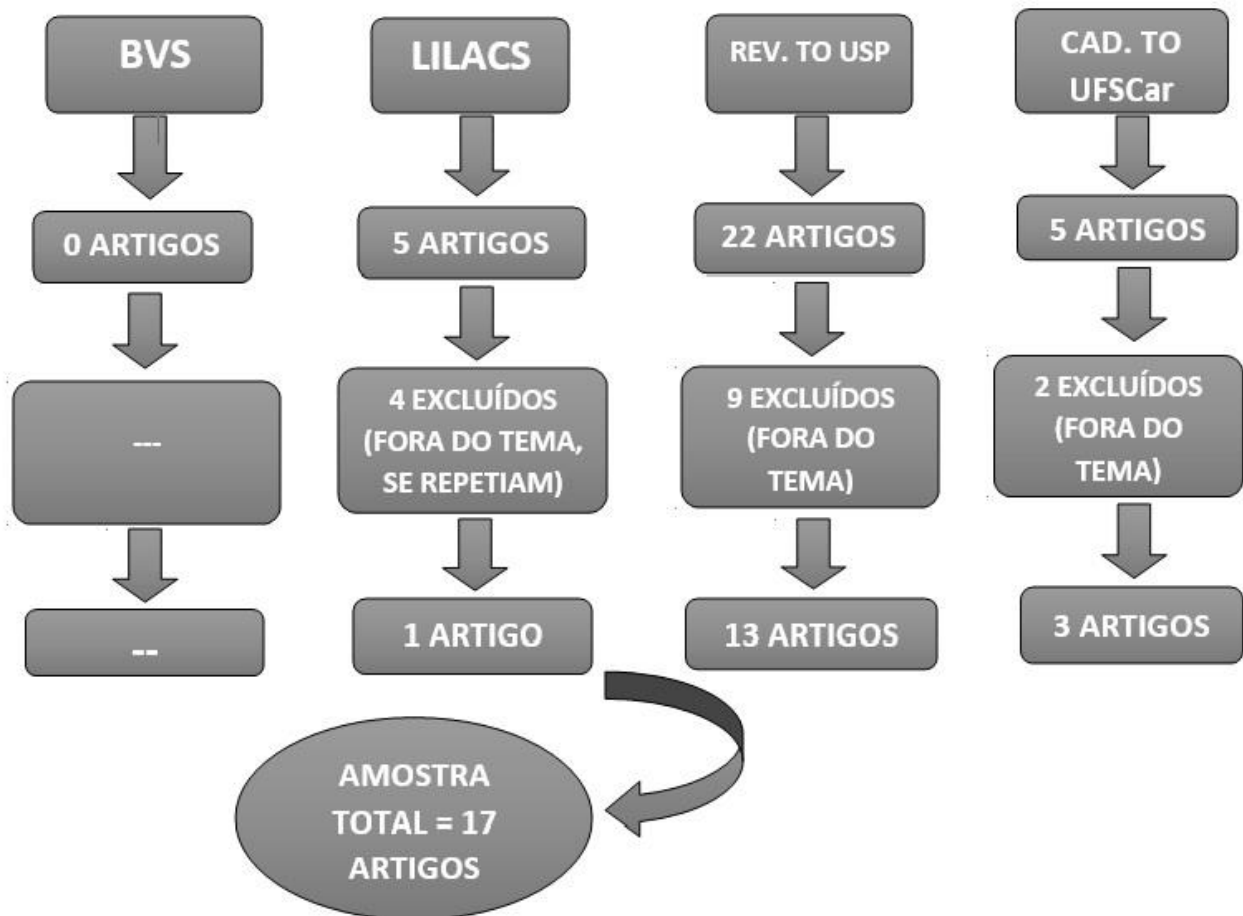 BVS
LILACS
REV. TO USP
CAD. TO
UFSCar
0 ARTIGOS
5 ARTIGOS
22 ARTIGOS
5 ARTIGOS
---
4 EXCLUÍDOS
(FORA DO TEMA,
SE REPETIAM)
9 EXCLUÍDOS
(FORA DO
TEMA)
2 EXCLUÍDOS
(FORA DO
TEMA)
--
1 ARTIGO
13 ARTIGOS
3 ARTIGOS
AMOSTRA
TOTAL = 17
ARTIGOS